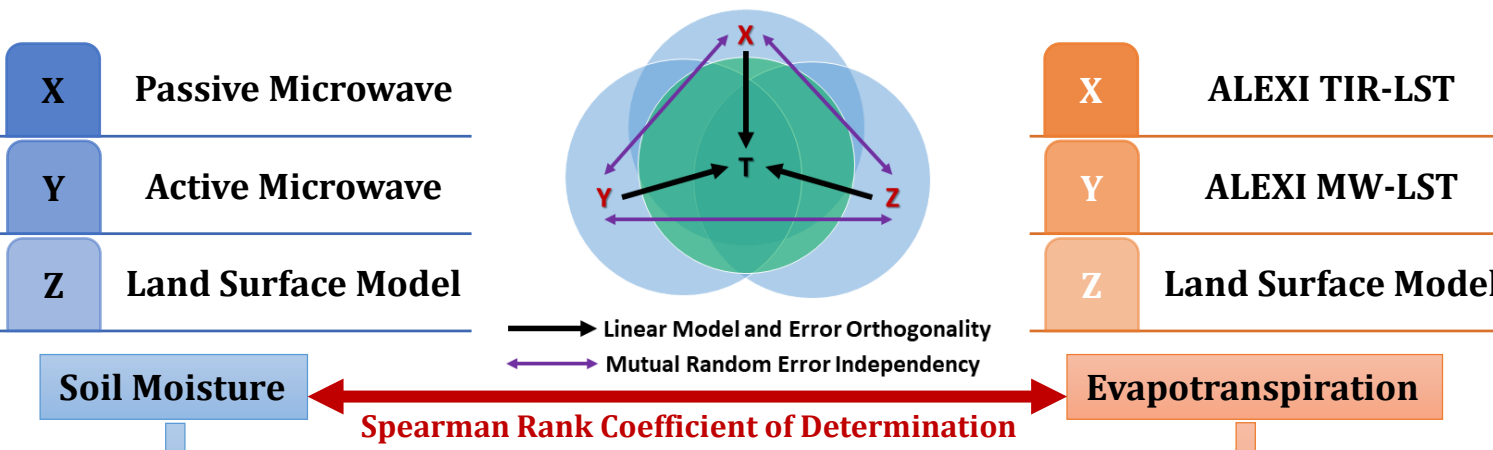 X Passive Microwave
Y Active Microwave
Z Land Surface Model
X
T
Y
Z
Linear Model and Error Orthogonality
Mutual Random Error Independency
X ALEXI TIR-LST
Y ALEXI MW-LST
Z Land Surface Model
Soil Moisture
Evapotranspiration
Spearman Rank Coefficient of Determination